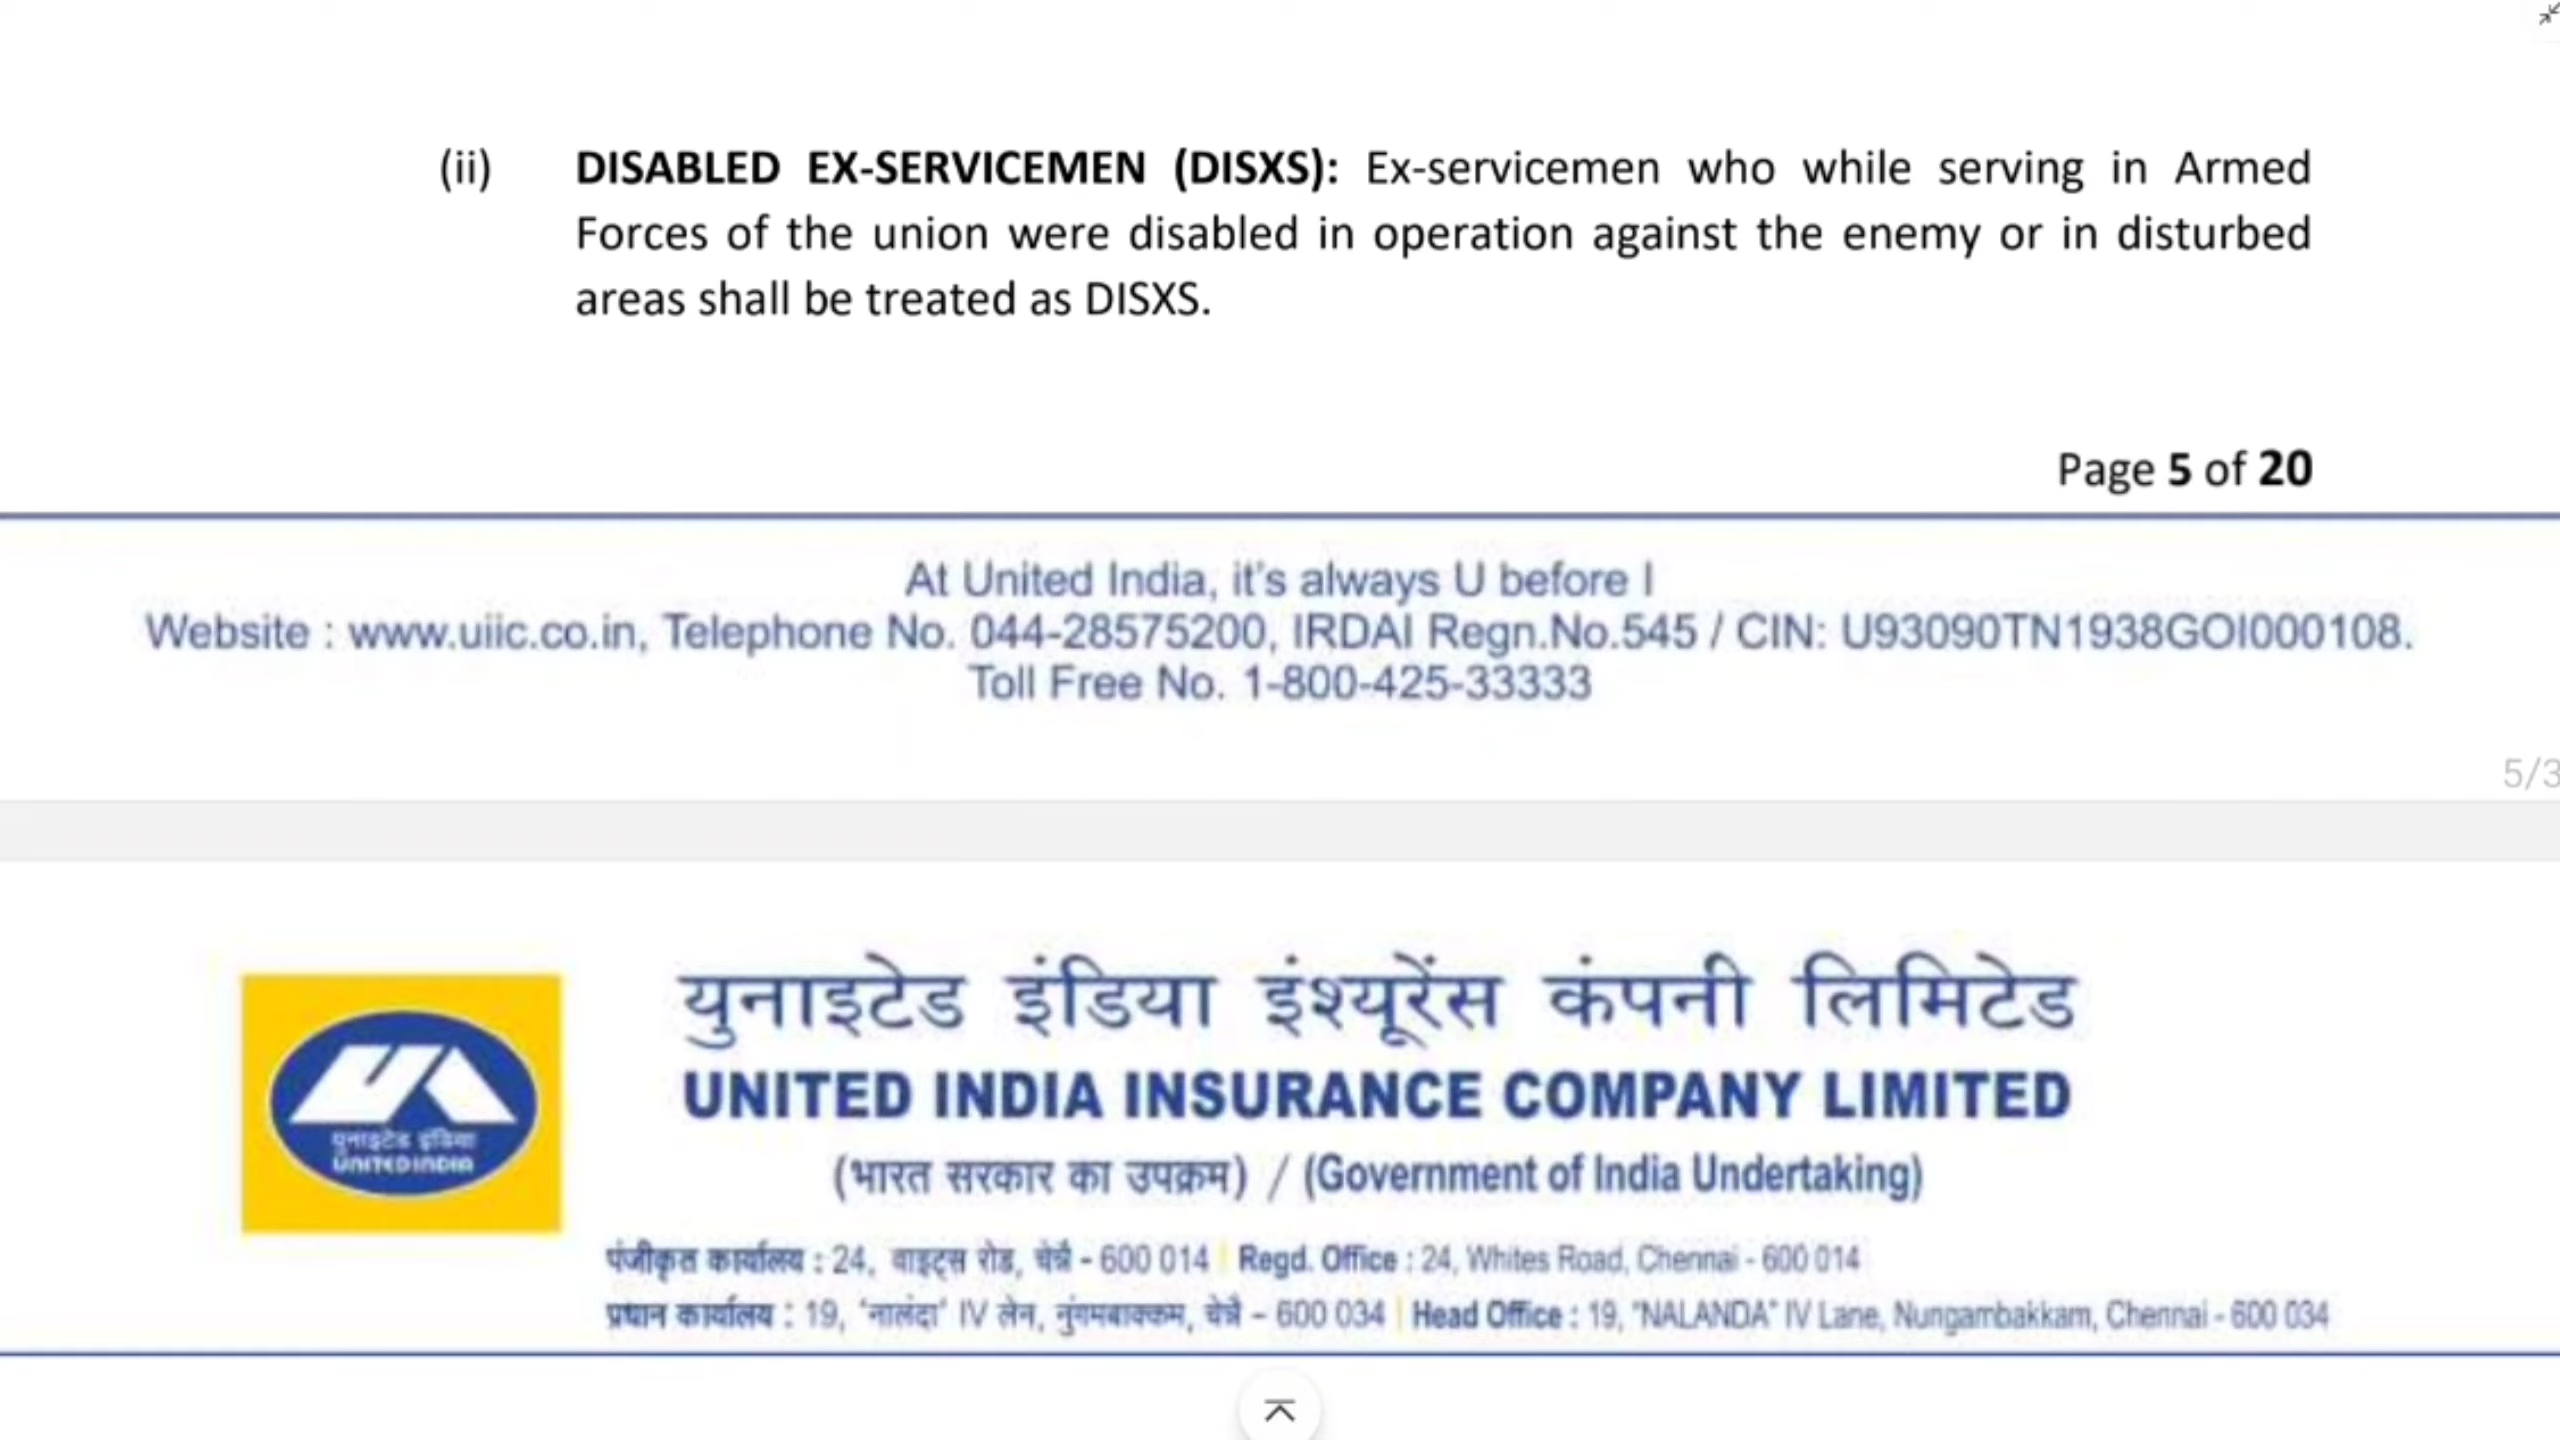 (ii) DISABLED EX-SERVICEMEN (DISXS): Ex-servicemen who while serving in Armed
Forces of the union were disabled in operation against the enemy or in disturbed
areas shall be treated as DISXS.
Page 5 of 20
At United India, it's always U before I
Website : www.uiic.co.in, Telephone No. 044-28575200, IRDAI Regn.No.545 / CIN: U93090TN1938GOI000108.
Toll Free No. 1-800-425-33333
5/3
युनाइटेड इंडिया इंश्यूरेंस कंपनी लिमिटेड
UNITED INDIA INSURANCE COMPANY LIMITED
युनाइटेड इंडिया
UNITED INDIA
(भारत सरकार का उपक्रम) / (Government of India Undertaking)
पंजीकृत कार्यालय : 24, वाइट्स रोड, चेन्नै - 600 014 | Regd. Office : 24, Whites Road, Chennai - 600 014
प्रधान कार्यालय : 19, 'नालंदा' IV लेन, नुंगमबाक्कम, चेन्नै – 600 034 | Head Office : 19, "NALANDA" IV Lane, Nungambakkam, Chennai - 600 034